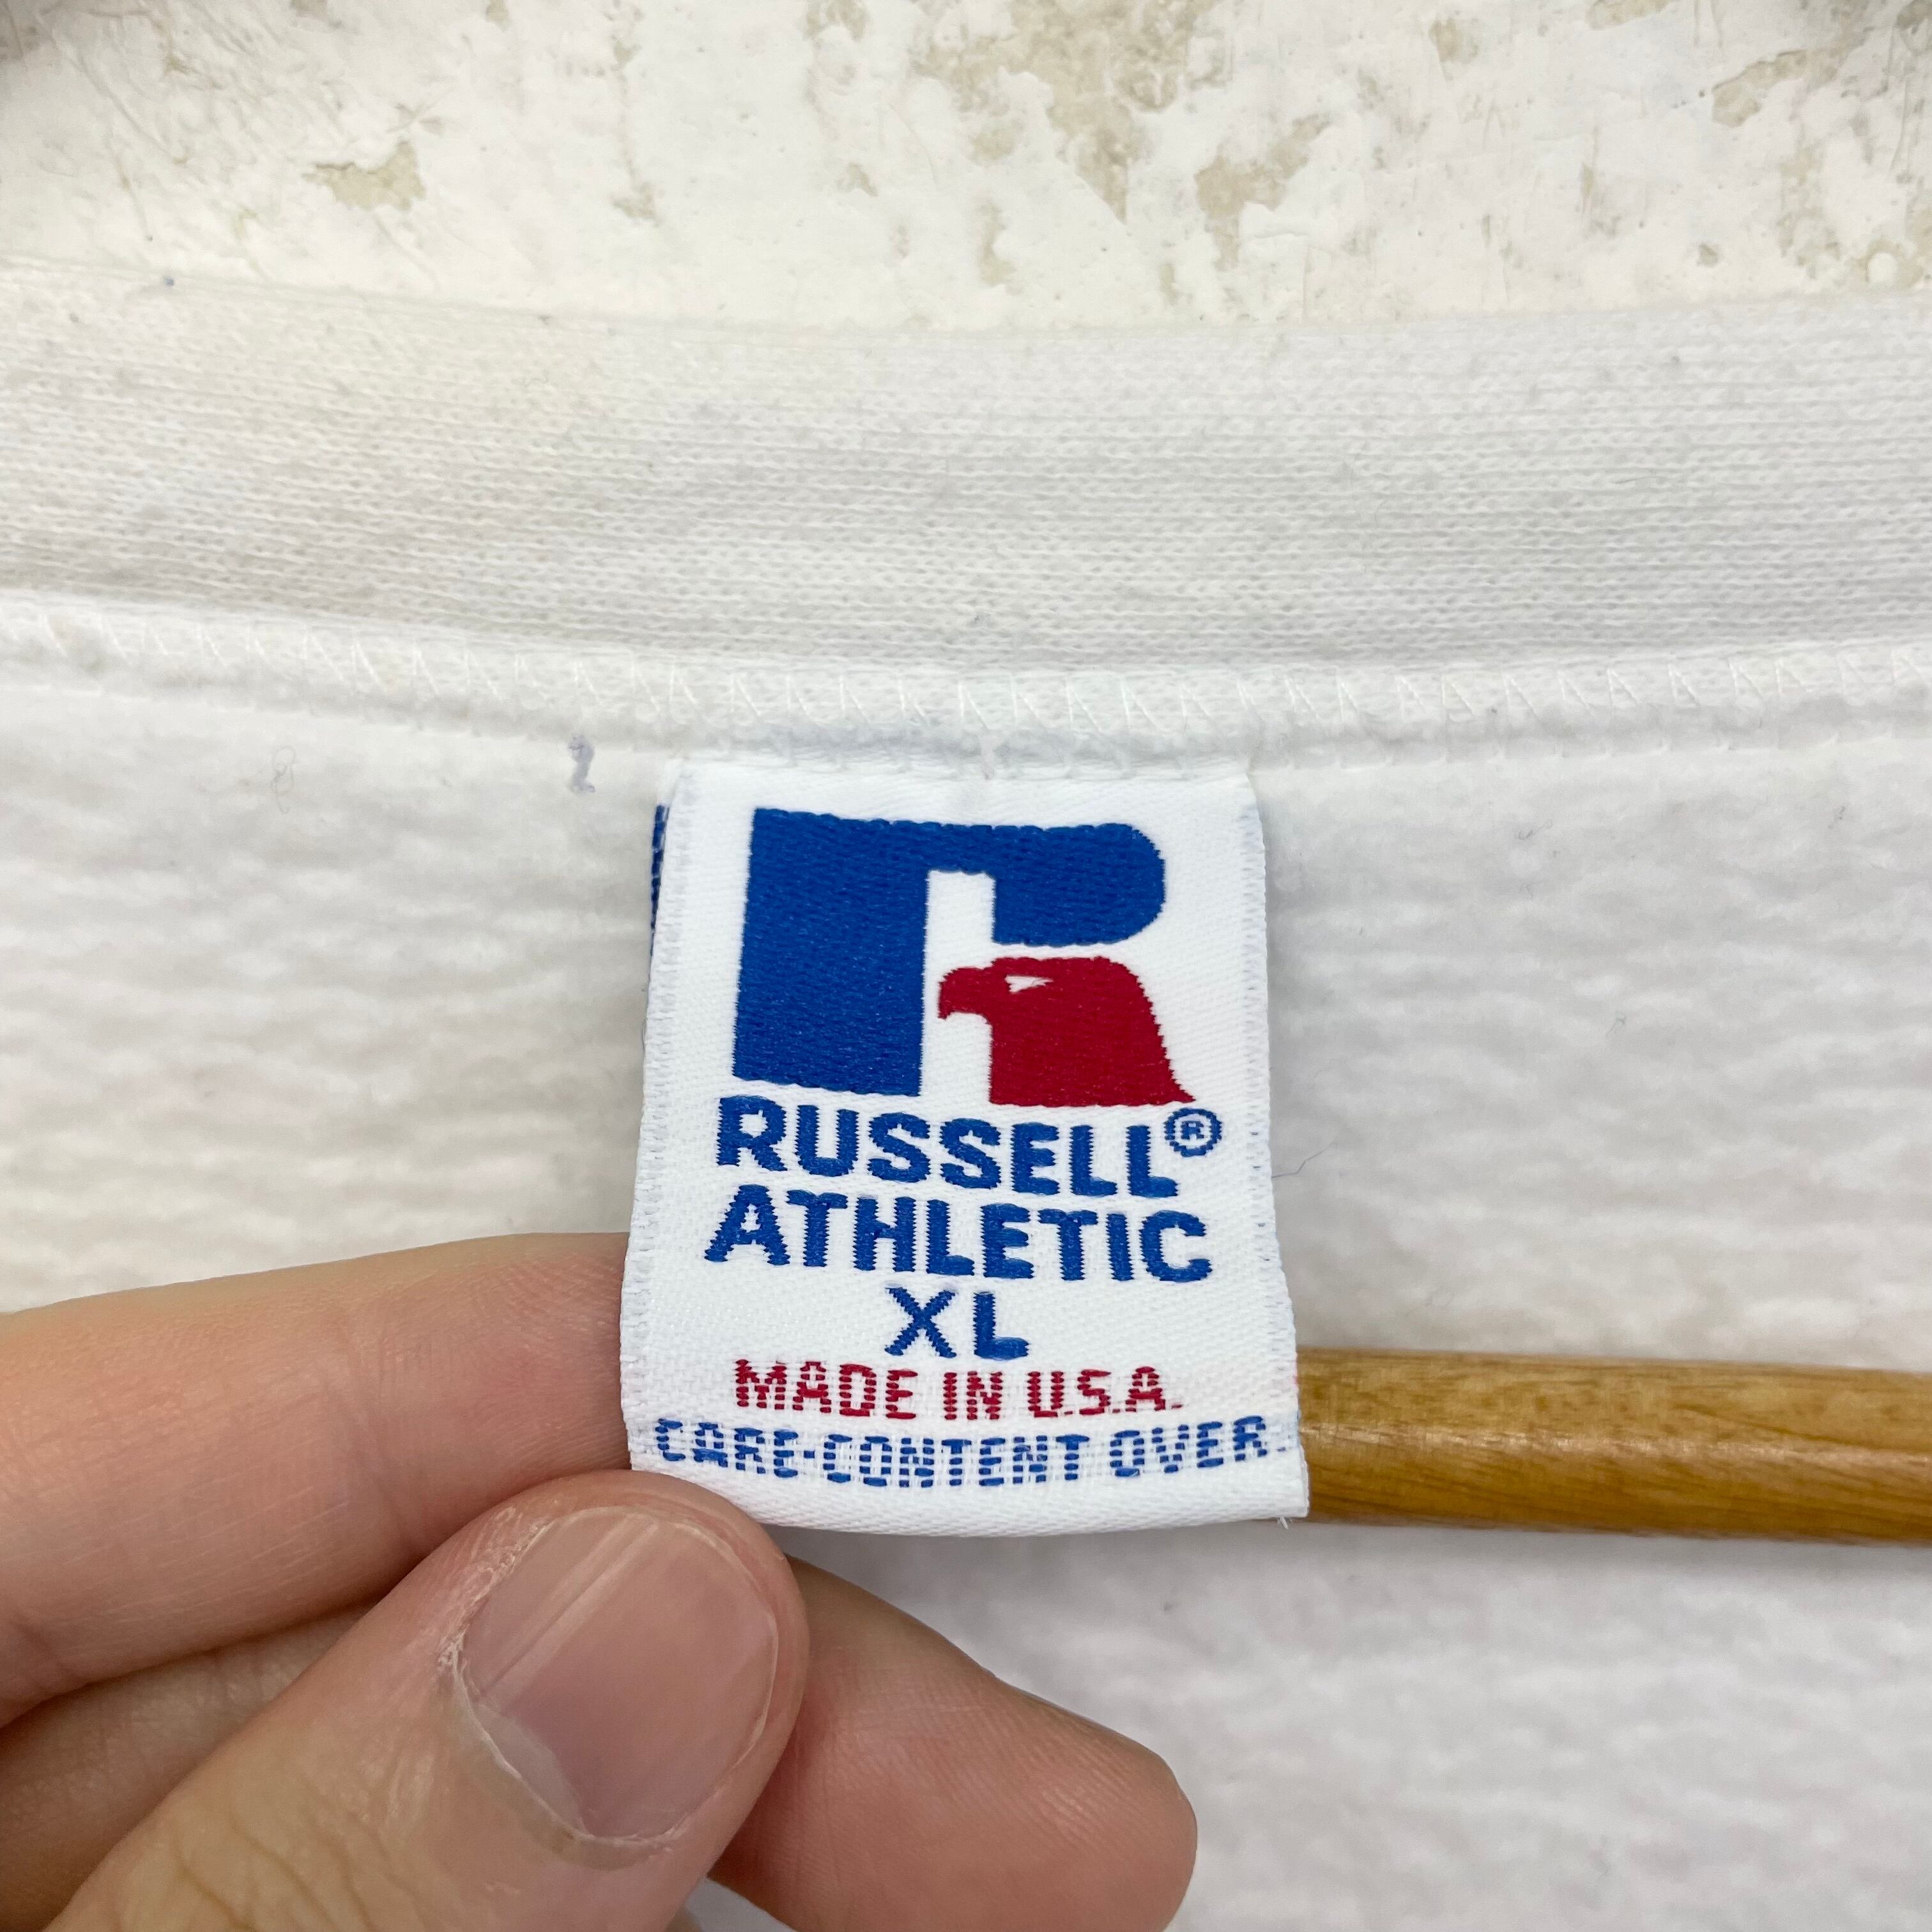 RUSSELL®
ATHLETIC
XL
MADE IN U.S.A.
CARE-CONTENT OVER.